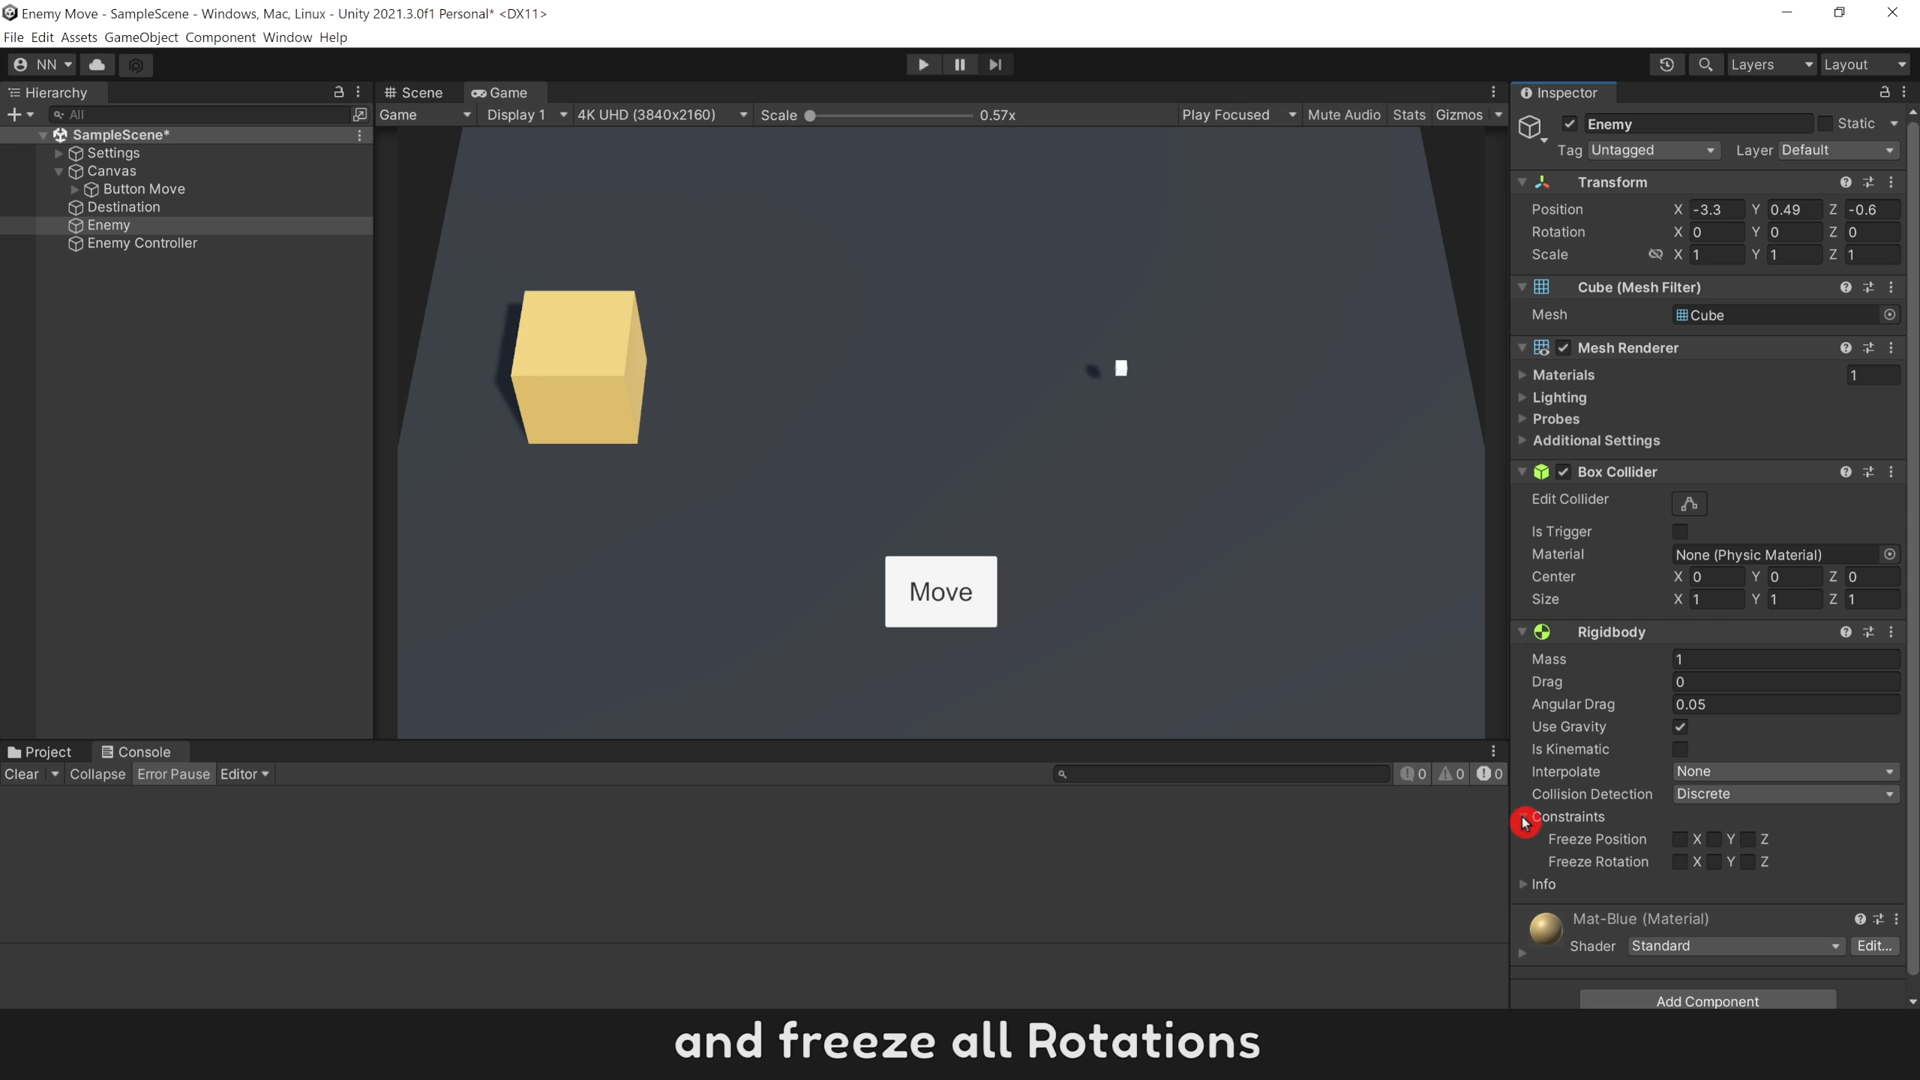 Enemy Move - SampleScene - Windows, Mac, Linux - Unity 2021.3.0f1 Personal* <DX11>
File Edit Assets GameObject Component Window Help
NN Layers Layout
Hierarchy
All
SampleScene*
Settings
Canvas
Button Move
Destination
Enemy
Enemy Controller
Scene Game
Game Display 1 4K UHD (3840x2160) Scale 0.57x Play Focused Mute Audio Stats Gizmos
Move
Project Console
Clear Collapse Error Pause Editor 0 0 0
Inspector
Enemy Static
Tag Untagged Layer Default
Transform
Position X -3.3 Y 0.49 Z -0.6
Rotation X 0 Y 0 Z 0
Scale X 1 Y 1 Z 1
Cube (Mesh Filter)
Mesh Cube
Mesh Renderer
Materials 1
Lighting
Probes
Additional Settings
Box Collider
Edit Collider
Is Trigger
Material None (Physic Material)
Center X 0 Y 0 Z 0
Size X 1 Y 1 Z 1
Rigidbody
Mass 1
Drag 0
Angular Drag 0.05
Use Gravity
Is Kinematic
Interpolate None
Collision Detection Discrete
Constraints
Freeze Position X Y Z
Freeze Rotation X Y Z
Info
Mat-Blue (Material)
Shader Standard Edit...
Add Component
and freeze all Rotations